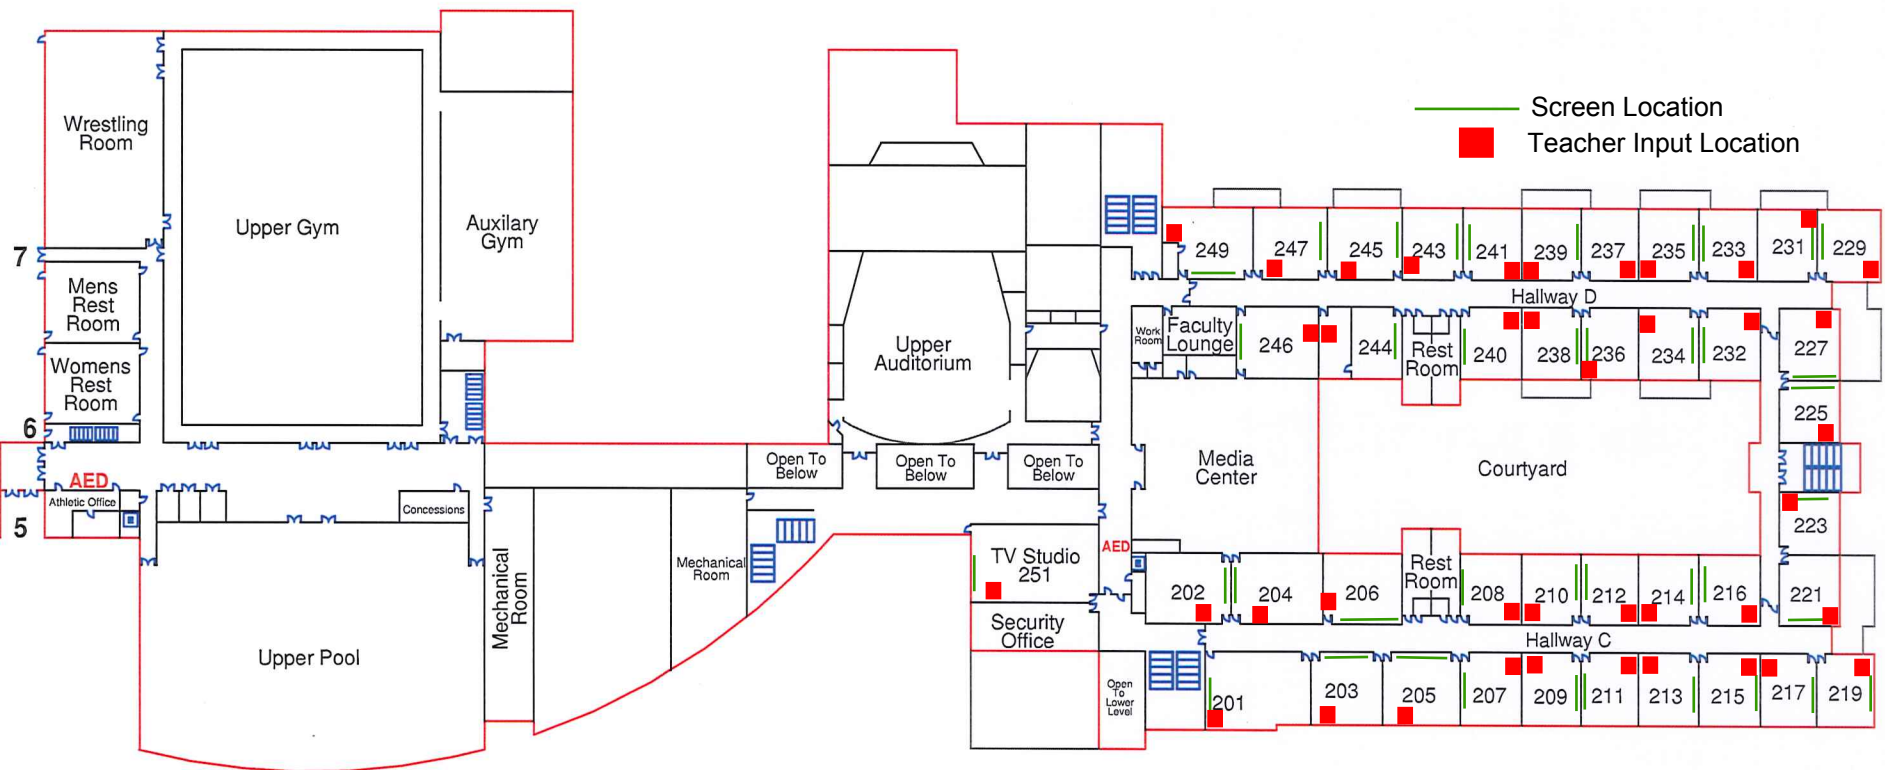 Screen Location
Teacher Input Location
Wrestling
Room
Upper Gym
Auxilary
Gym
7
Mens
Rest
Room
Womens
Rest
Room
6
AED
Athletic Office
5
Concessions
Upper Pool
Mechanical
Room
Mechanical
Room
Open To
Below
Open To
Below
Open To
Below
Upper
Auditorium
TV Studio
251
Security
Office
AED
Open
To
Lower
Level
Work
Room
Faculty
Lounge
Media
Center
Courtyard
249
247
245
243
241
239
237
235
233
231
229
Hallway D
246
244
Rest
Room
240
238
236
234
232
227
225
223
221
202
204
206
Rest
Room
208
210
212
214
216
Hallway C
201
203
205
207
209
211
213
215
217
219